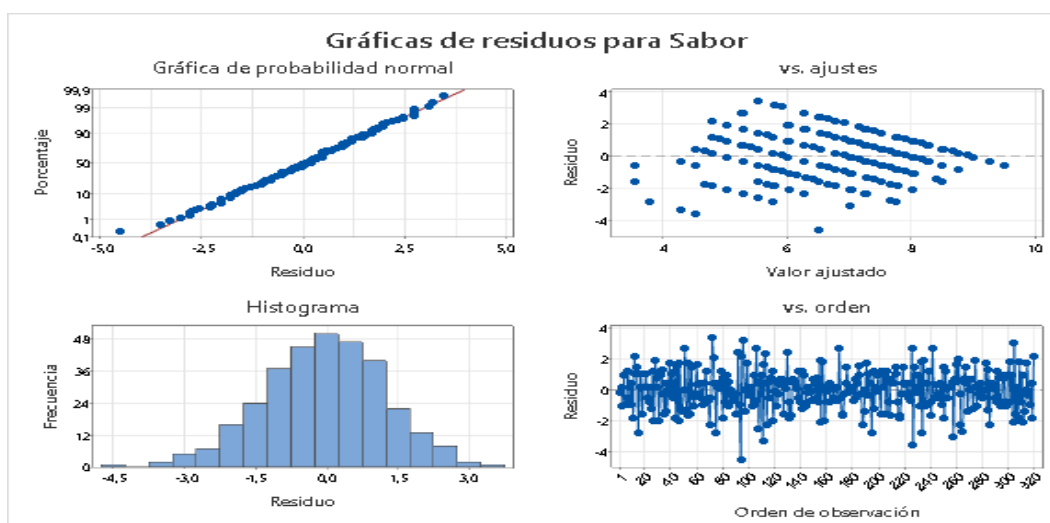 Gráficas de residuos para Sabor
Gráfica de probabilidad normal
99,9
99
90
50
10
1
0,1
Porcentaje
-5,0 -2,5 0,0 2,5 5,0
Residuo
vs. ajustes
4
2
0
-2
-4
Residuo
4 6 8 10
Valor ajustado
Histograma
48
36
24
12
0
Frecuencia
-4,5 -3,0 -1,5 0,0 1,5 3,0
Residuo
vs. orden
4
2
0
-2
-4
Residuo
1 20 40 60 80 100 120 140 160 180 200 220 240 260 280 300 320
Orden de observación